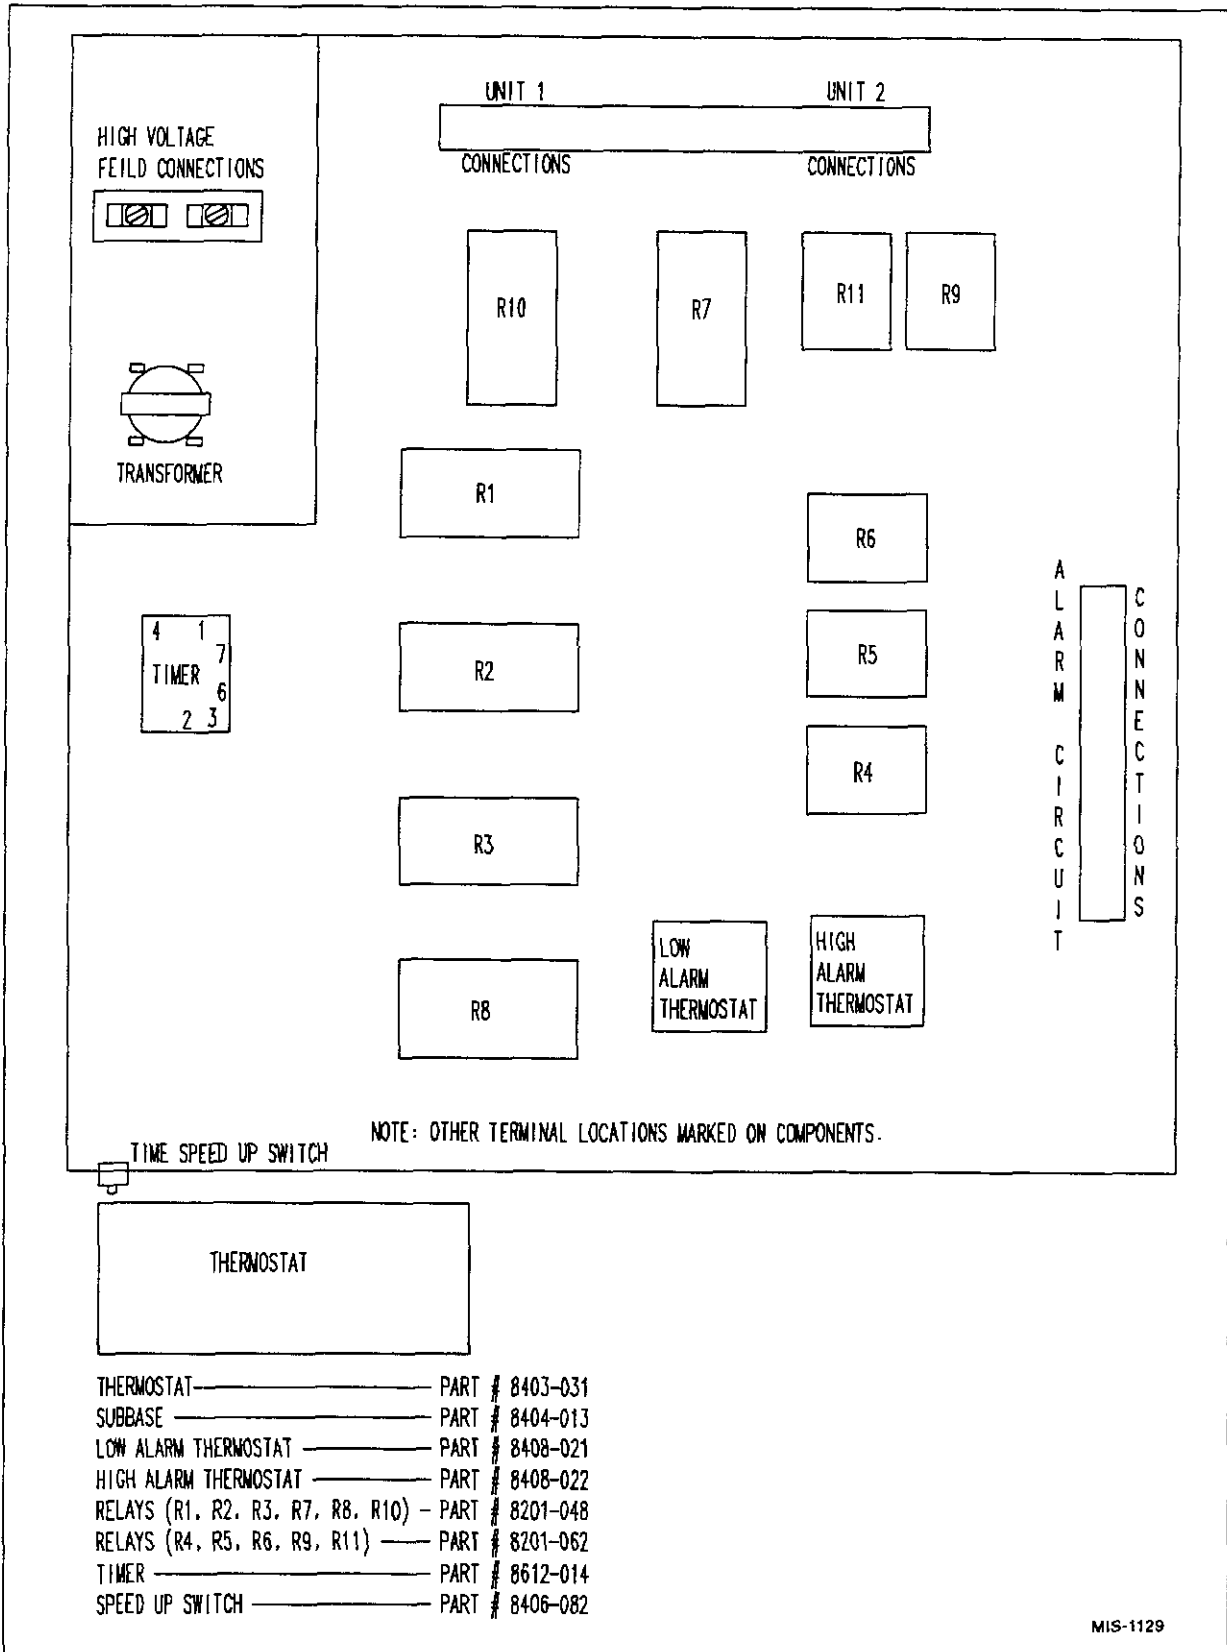 HIGH VOLTAGE
FEILD CONNECTIONS
TRANSFORMER
UNIT 1
UNIT 2
CONNECTIONS
CONNECTIONS
R10
R7
R11
R9
R1
R6
4 1
7
TIMER
6
2 3
R2
R5
R4
R3
R8
LOW
ALARM
THERMOSTAT
HIGH
ALARM
THERMOSTAT
ALARM CIRCUIT
CONNECTIONS
NOTE: OTHER TERMINAL LOCATIONS MARKED ON COMPONENTS.
TIME SPEED UP SWITCH
THERMOSTAT
THERMOSTAT PART # 8403-031
SUBBASE PART # 8404-013
LOW ALARM THERMOSTAT PART # 8408-021
HIGH ALARM THERMOSTAT PART # 8408-022
RELAYS (R1, R2, R3, R7, R8, R10) - PART # 8201-048
RELAYS (R4, R5, R6, R9, R11) PART # 8201-062
TIMER PART # 8612-014
SPEED UP SWITCH PART # 8406-082
MIS-1129